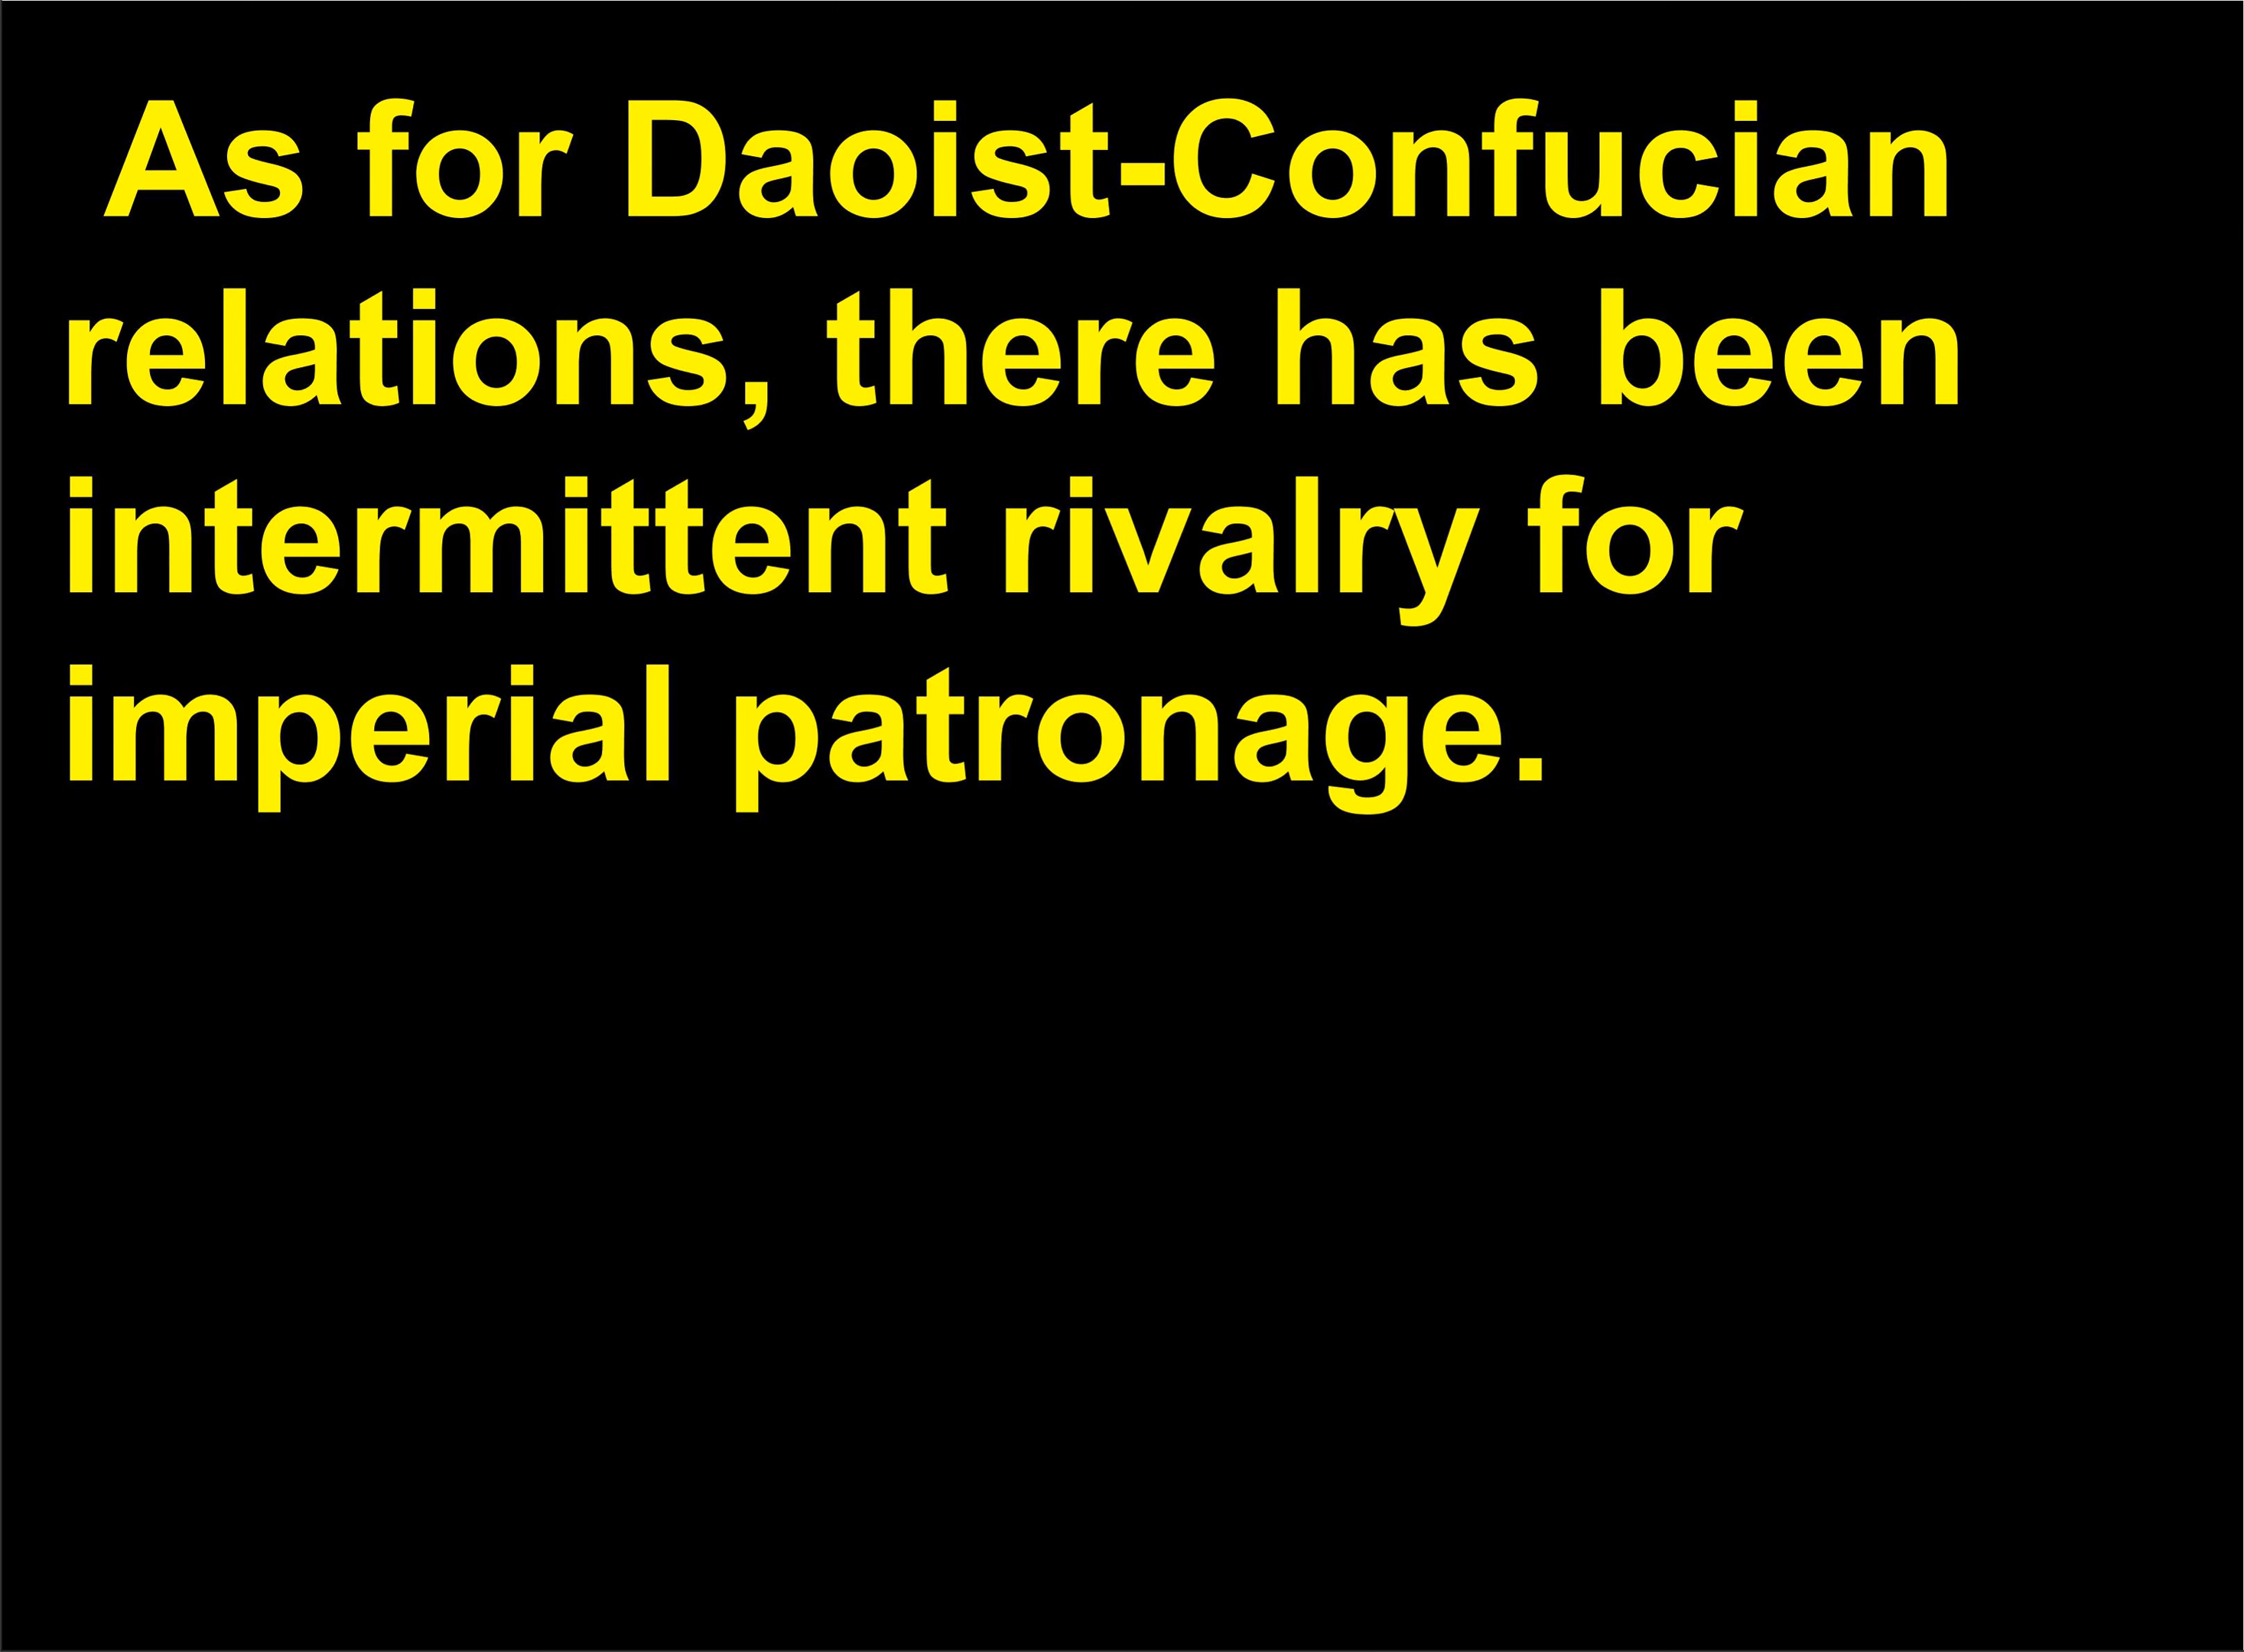 As for Daoist-Confucian
relations, there has been
intermittent rivalry for
imperial patronage.